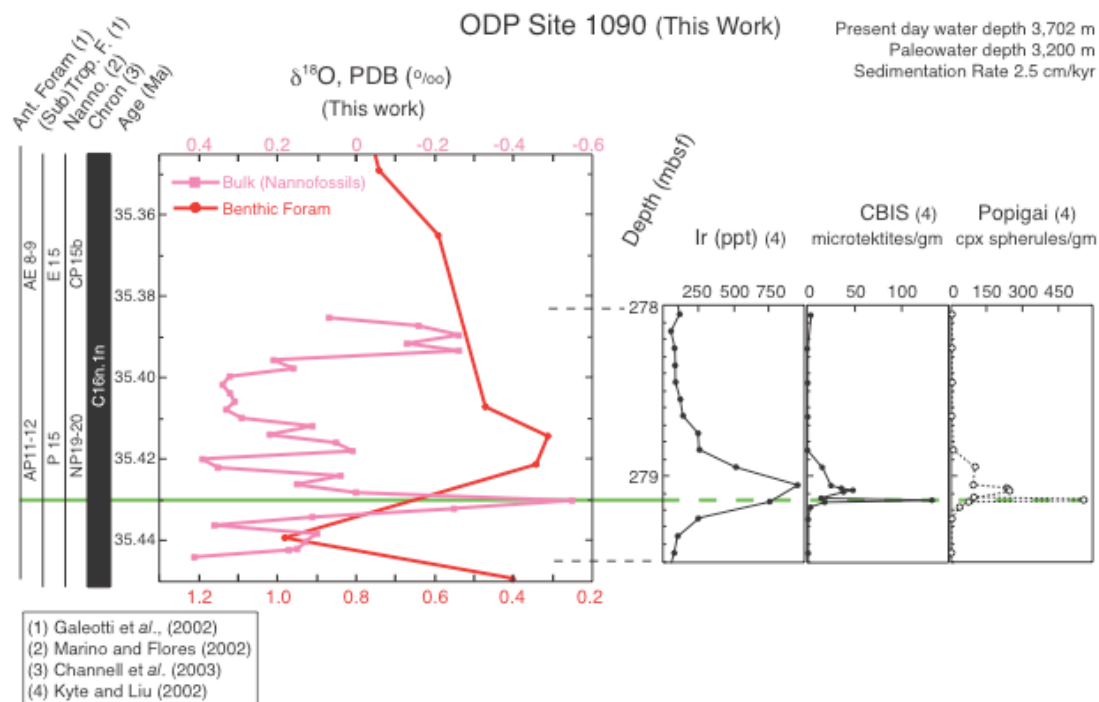 ODP Site 1090 (This Work)
Present day water depth 3,702 m
Paleowater depth 3,200 m
Sedimentation Rate 2.5 cm/kyr
Ant. Foram (1)
(Sub)Trop. F. (1)
Nanno. (2)
Chron (3)
Age (Ma)
δ18O, PDB (o/oo)
(This work)
0.4 0.2 0 -0.2 -0.4 -0.6
Bulk (Nannofossils)
Benthic Foram
35.36
35.38
35.40
35.42
35.44
AE 8-9
E 15
CP15b
C16n.1n
AP11-12
P 15
NP19-20
1.2 1.0 0.8 0.6 0.4 0.2
Depth (mbsf)
278
279
Ir (ppt) (4)
250 500 750
CBIS (4)
microtektites/gm
0 50 100
Popigai (4)
cpx spherules/gm
0 150 300 450
(1) Galeotti et al., (2002)
(2) Marino and Flores (2002)
(3) Channell et al. (2003)
(4) Kyte and Liu (2002)